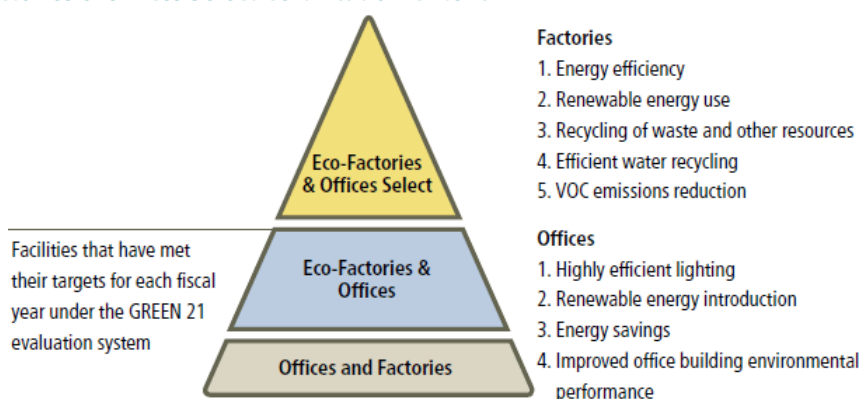 Factories
1. Energy efficiency
2. Renewable energy use
3. Recycling of waste and other resources
4. Efficient water recycling
5. VOC emissions reduction
Eco-Factories
& Offices Select
Offices
1. Highly efficient lighting
2. Renewable energy introduction
3. Energy savings
4. Improved office building environmental
performance
Facilities that have met
their targets for each fiscal
year under the GREEN 21
evaluation system
Eco-Factories &
Offices
Offices and Factories